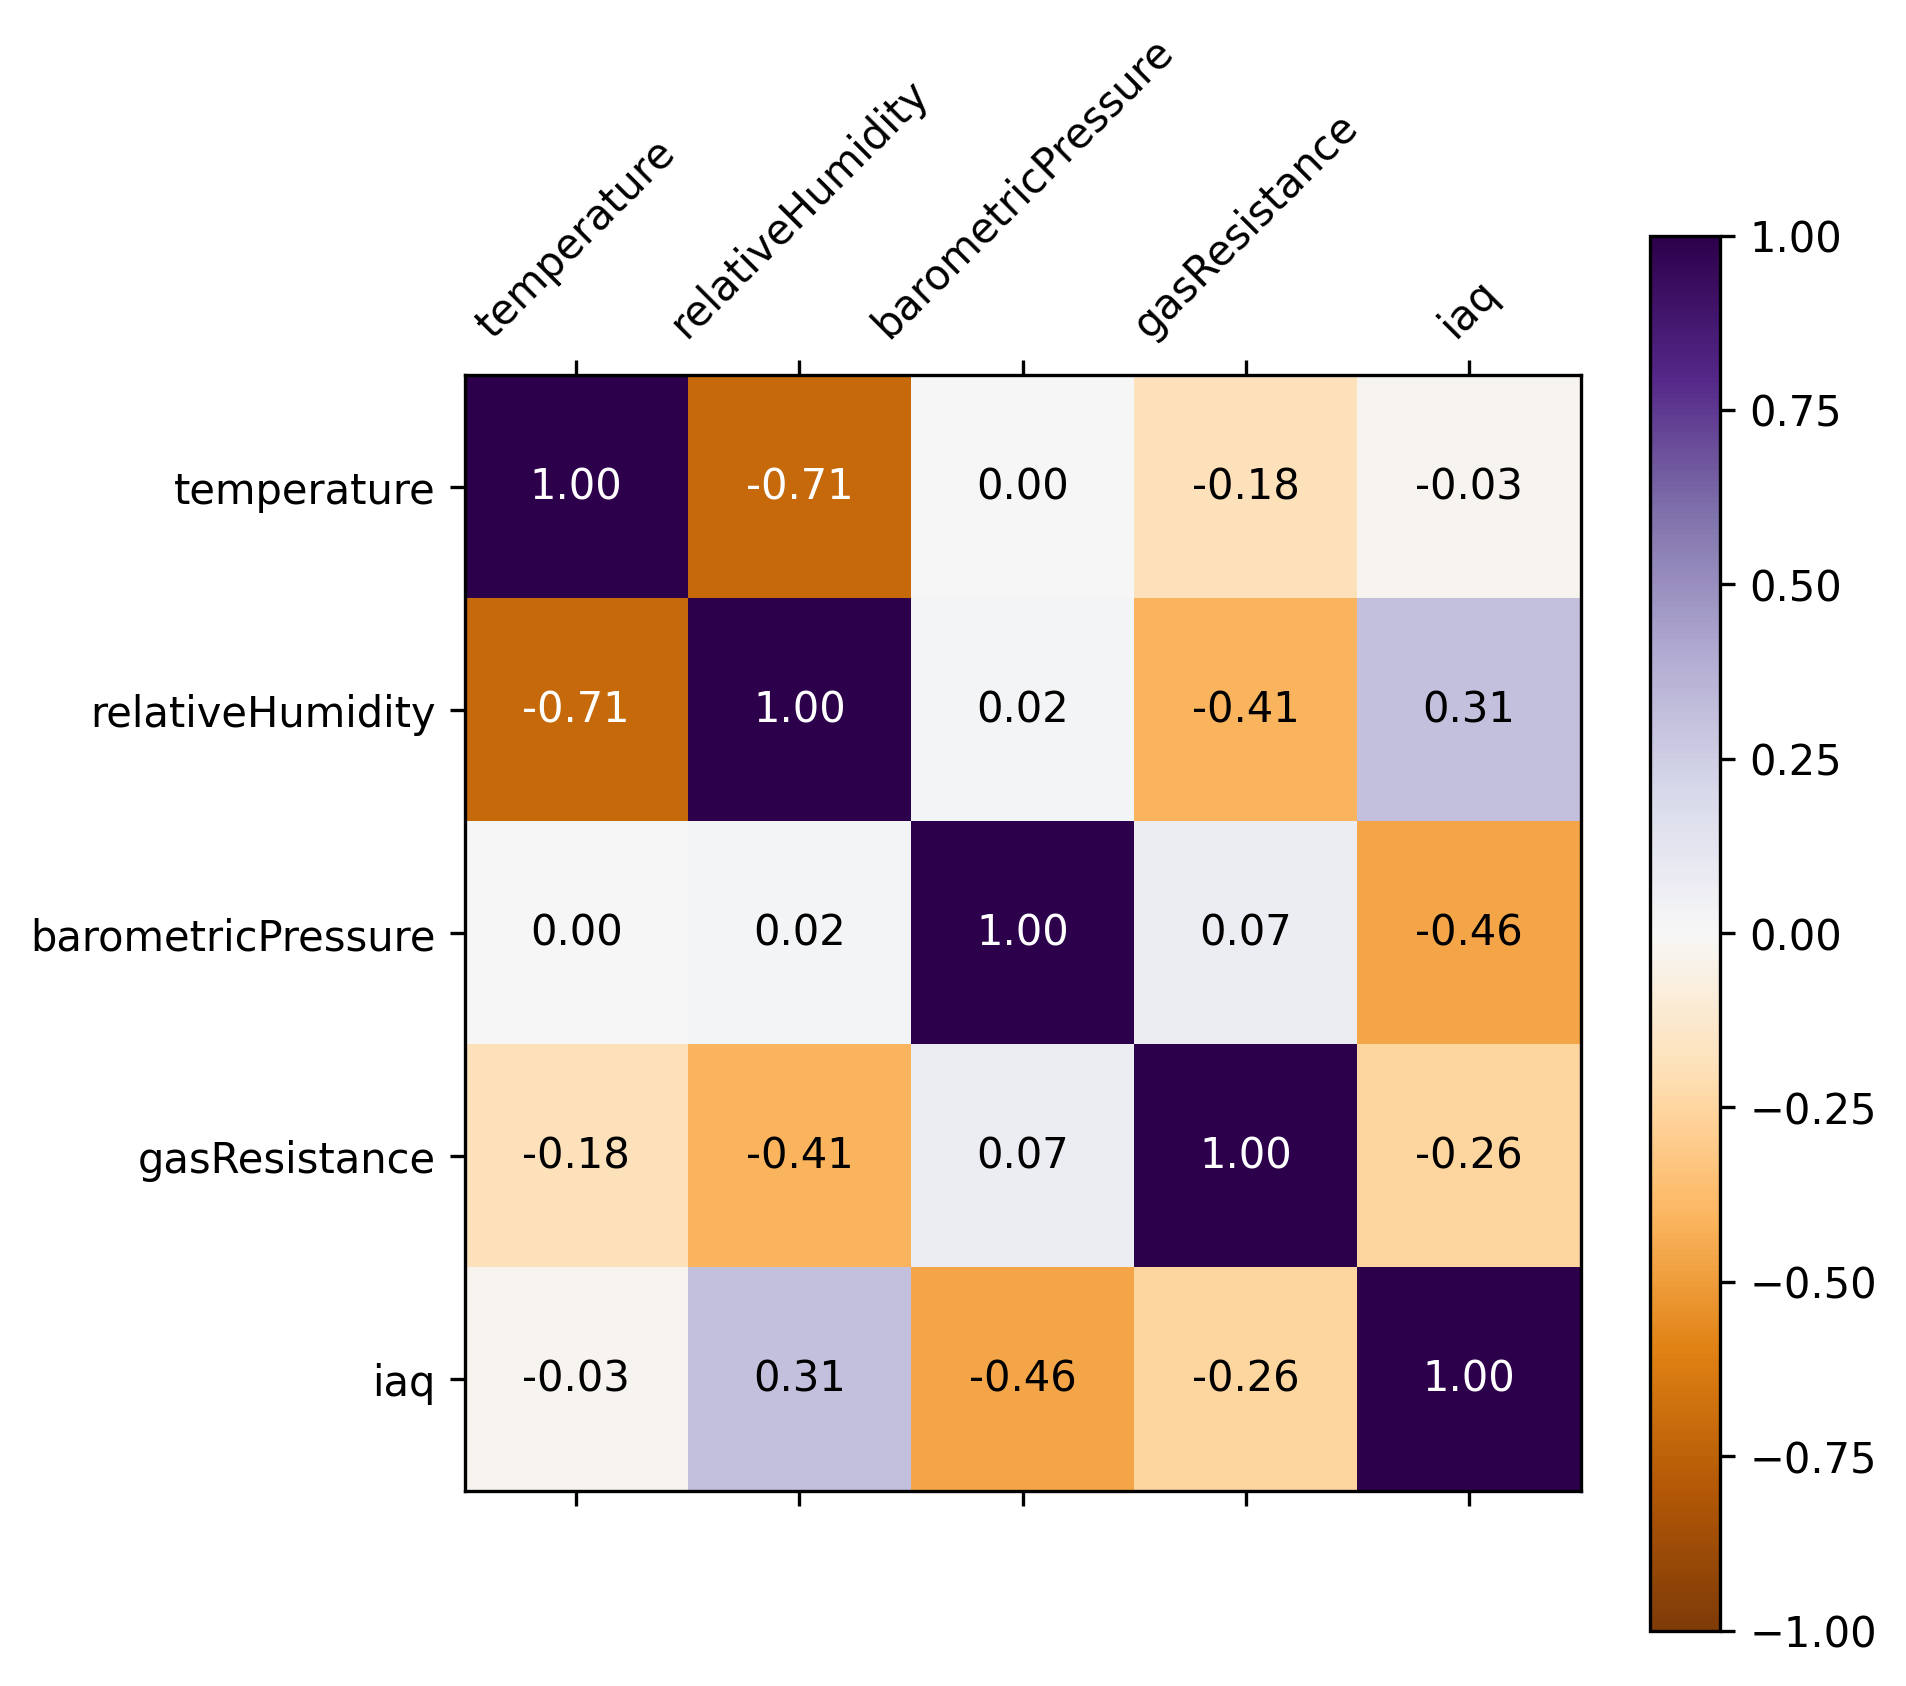 temperature
relativeHumidity
barometricPressure
gasResistance
iaq
temperature 1.00 -0.71 0.00 -0.18 -0.03
relativeHumidity -0.71 1.00 0.02 -0.41 0.31
barometricPressure 0.00 0.02 1.00 0.07 -0.46
gasResistance -0.18 -0.41 0.07 1.00 -0.26
iaq -0.03 0.31 -0.46 -0.26 1.00
1.00
0.75
0.50
0.25
0.00
−0.25
−0.50
−0.75
−1.00